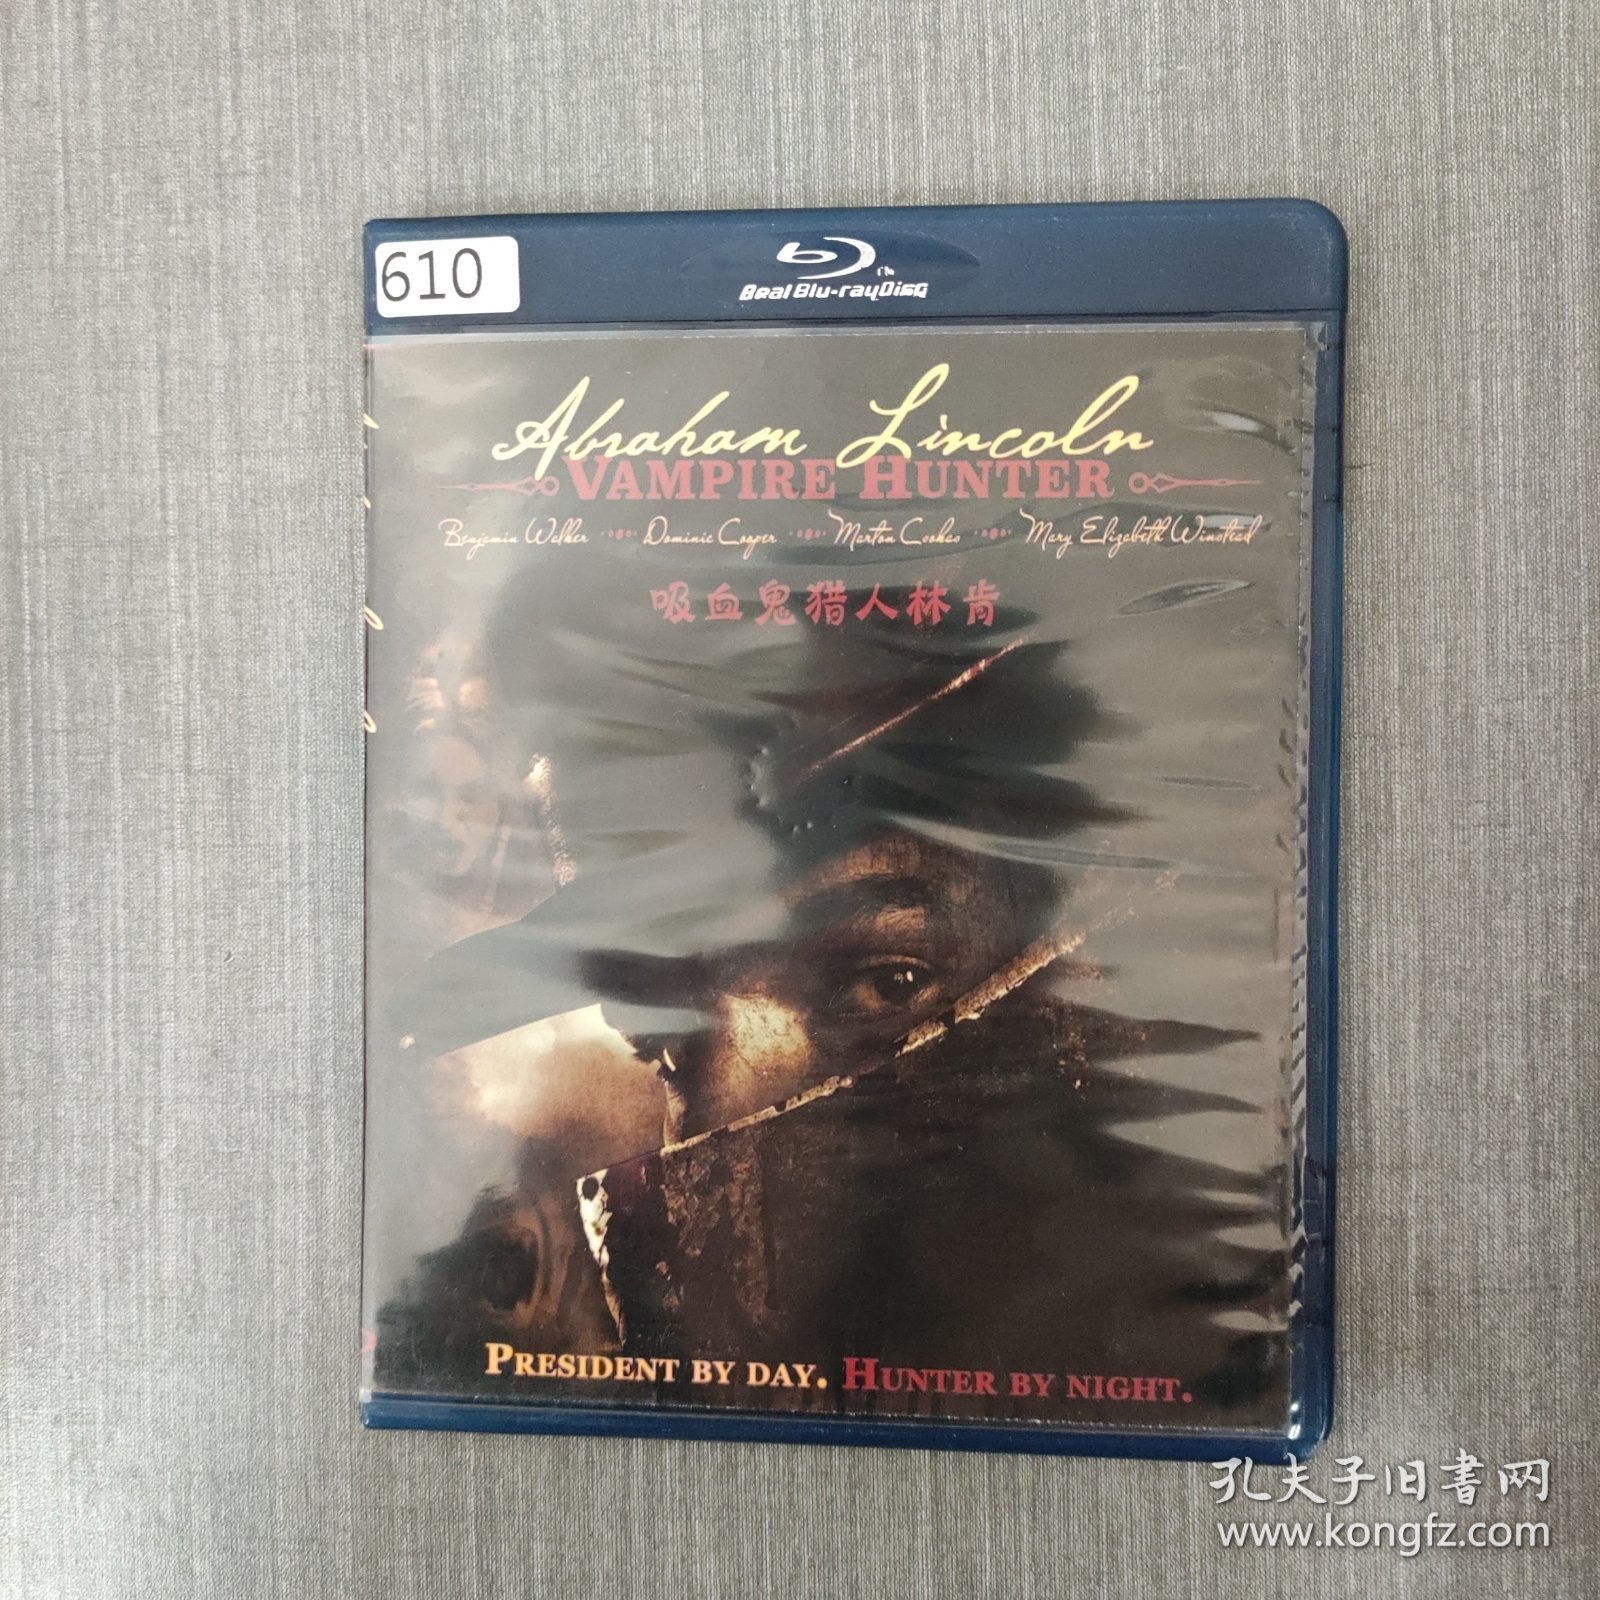 610
Beal Blu-rayDisc
Abraham Lincoln
VAMPIRE HUNTER
Benjamin Walker Dominic Cooper Marton Csokas Mary Elizabeth Winstead
吸血鬼猎人林肯
PRESIDENT BY DAY. HUNTER BY NIGHT.
孔夫子旧书网
www.kongfz.com